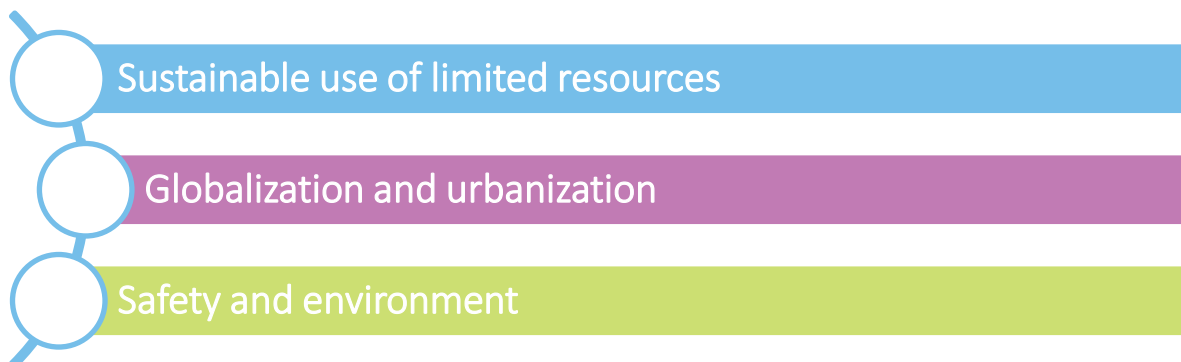 Sustainable use of limited resources
Globalization and urbanization
Safety and environment